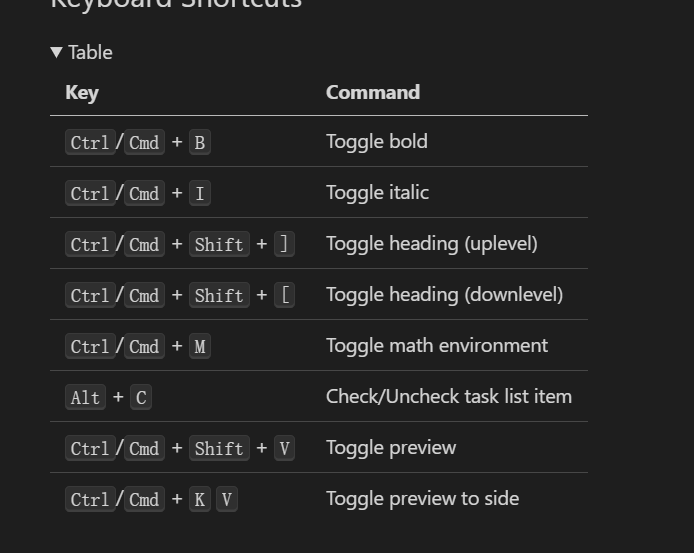 Keyboard Shortcuts
▼ Table
Key Command
Ctrl/Cmd + B Toggle bold
Ctrl/Cmd + I Toggle italic
Ctrl/Cmd + Shift + ] Toggle heading (uplevel)
Ctrl/Cmd + Shift + [ Toggle heading (downlevel)
Ctrl/Cmd + M Toggle math environment
Alt + C Check/Uncheck task list item
Ctrl/Cmd + Shift + V Toggle preview
Ctrl/Cmd + K V Toggle preview to side